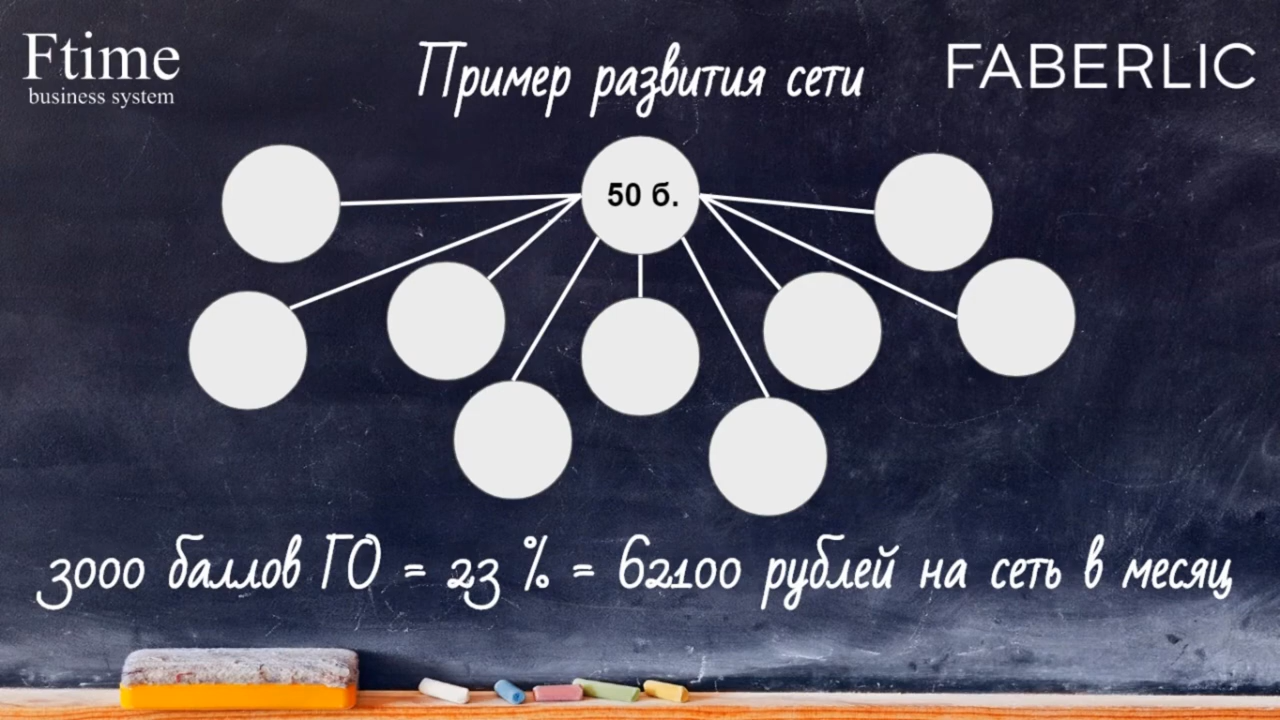 Ftime
business system
Пример развития сети
FABERLIC
50 б.
3000 баллов ГО = 23 % = 62100 рублей на сеть в месяц